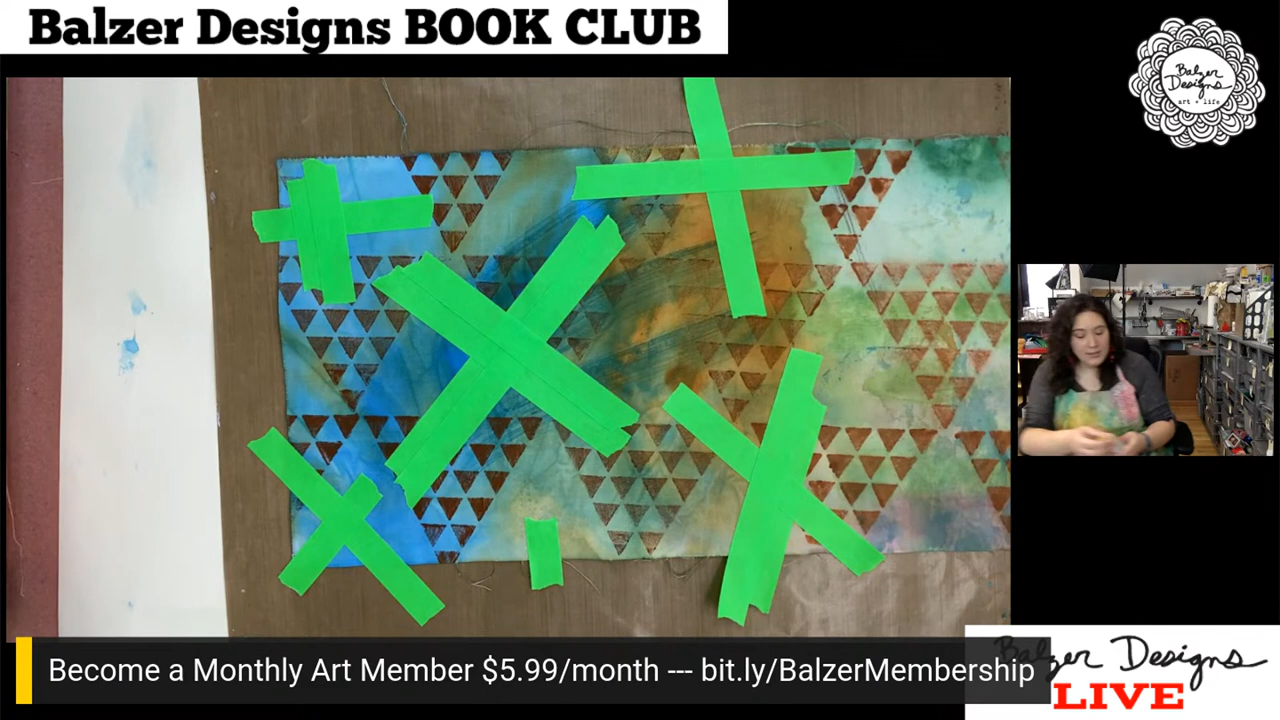 Balzer Designs BOOK CLUB
Balzer
Designs
art + life
Become a Monthly Art Member $5.99/month --- bit.ly/BalzerMembership
Balzer Designs
LIVE